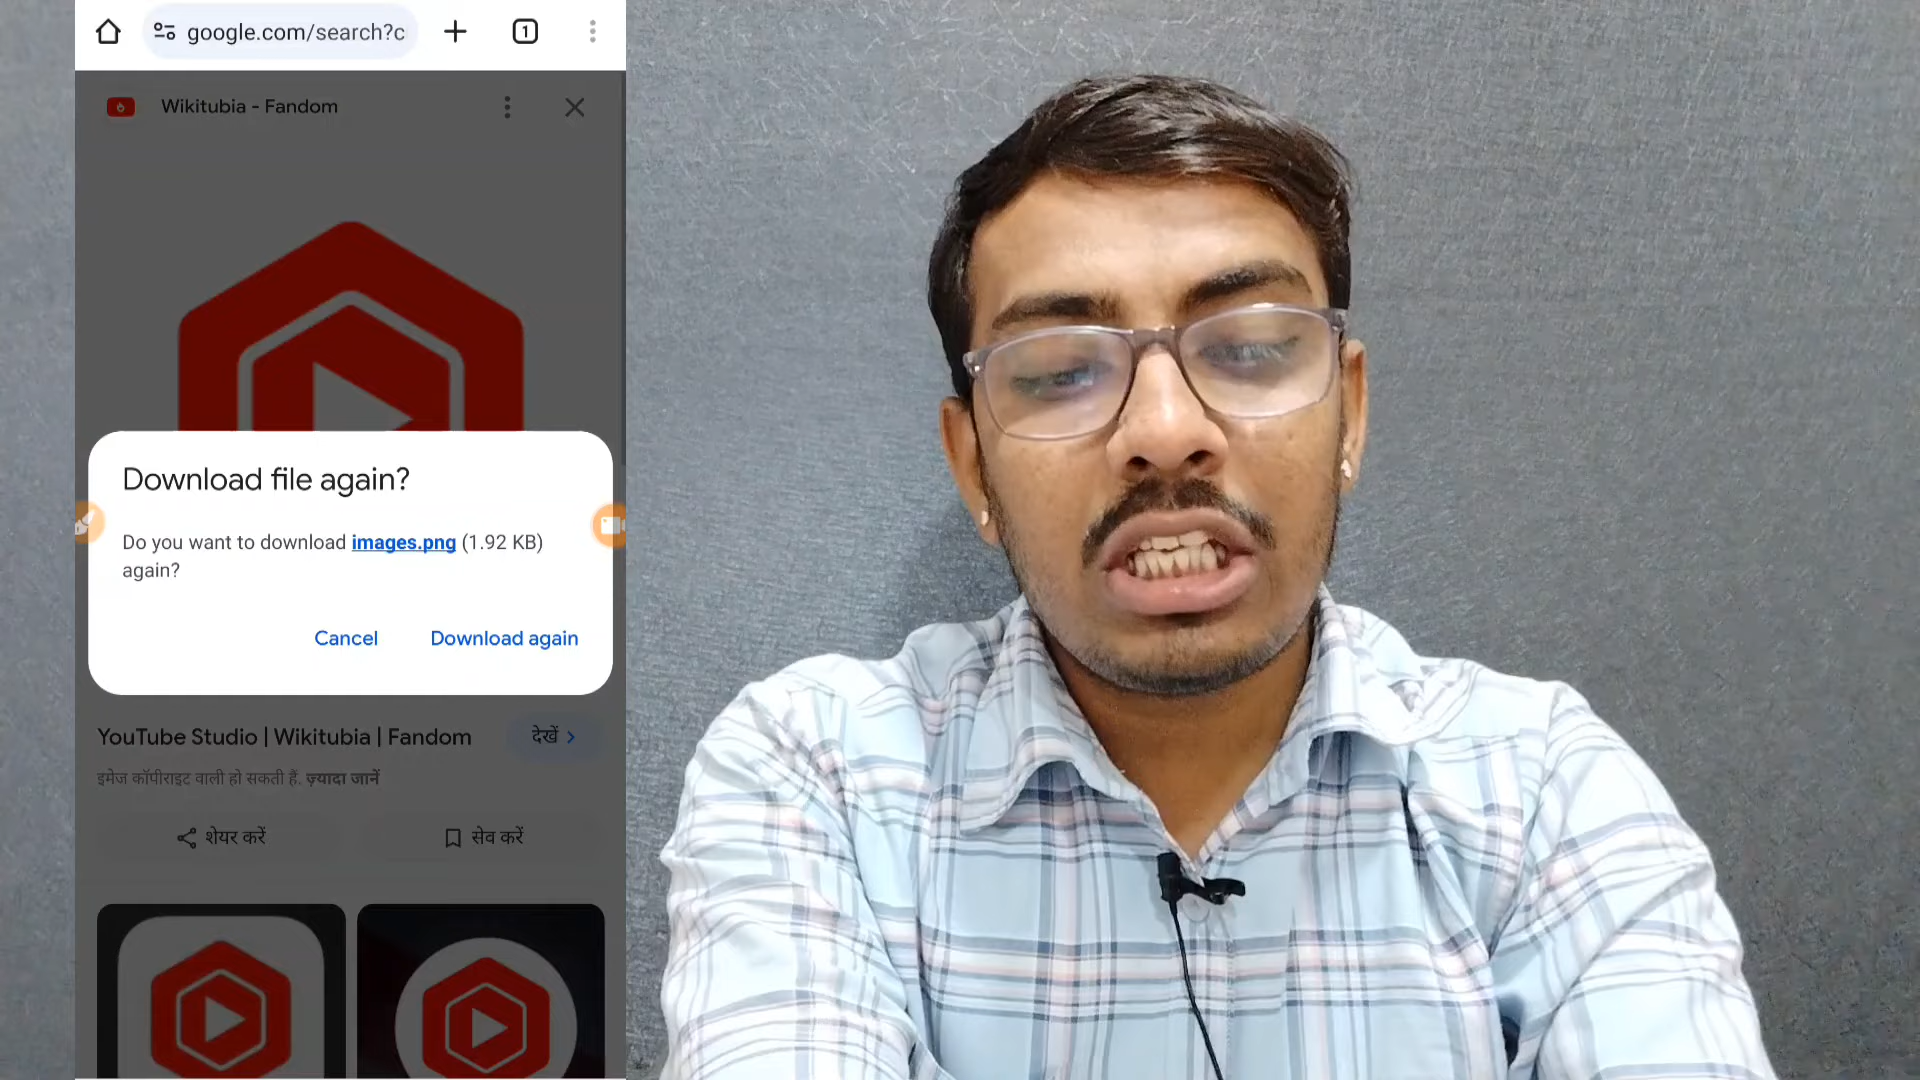 google.com/search?c
1
Wikitubia - Fandom
Download file again?
Do you want to download images.png (1.92 KB)
again?
Cancel
Download again
YouTube Studio | Wikitubia | Fandom
देखें
इमेज कॉपीराइट वाली हो सकती हैं. ज़्यादा जानें
शेयर करें
सेव करें